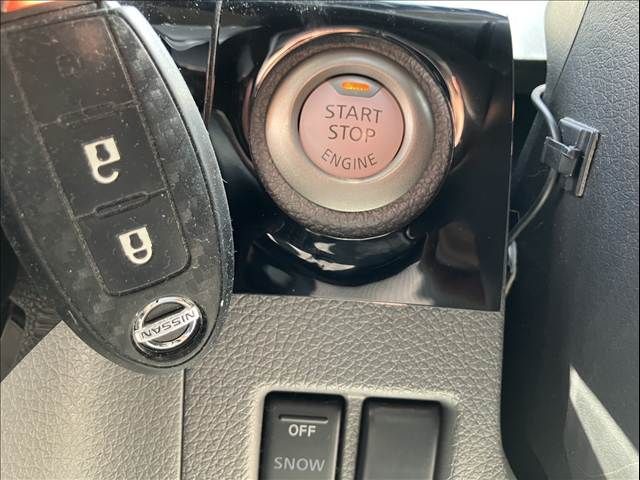 START
STOP
ENGINE
NISSAN
OFF
SNOW